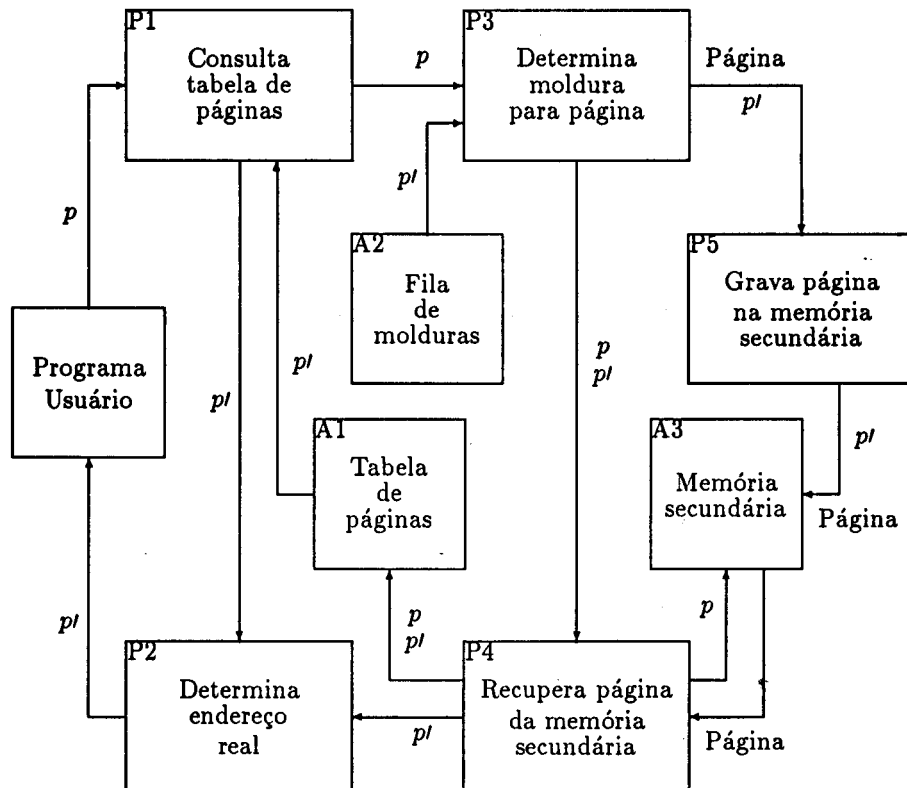 P1
Consulta
tabela de
páginas
p
P3
Determina
moldura
para página
Página
p′
p
p′
A2
Fila
de
molduras
P5
Grava página
na memória
secundária
Programa
Usuário
p′
p′
p
p′
A1
Tabela
de
páginas
A3
Memória
secundária
p′
Página
p′
p
p′
p
P2
Determina
endereço
real
p′
P4
Recupera página
da memória
secundária
Página